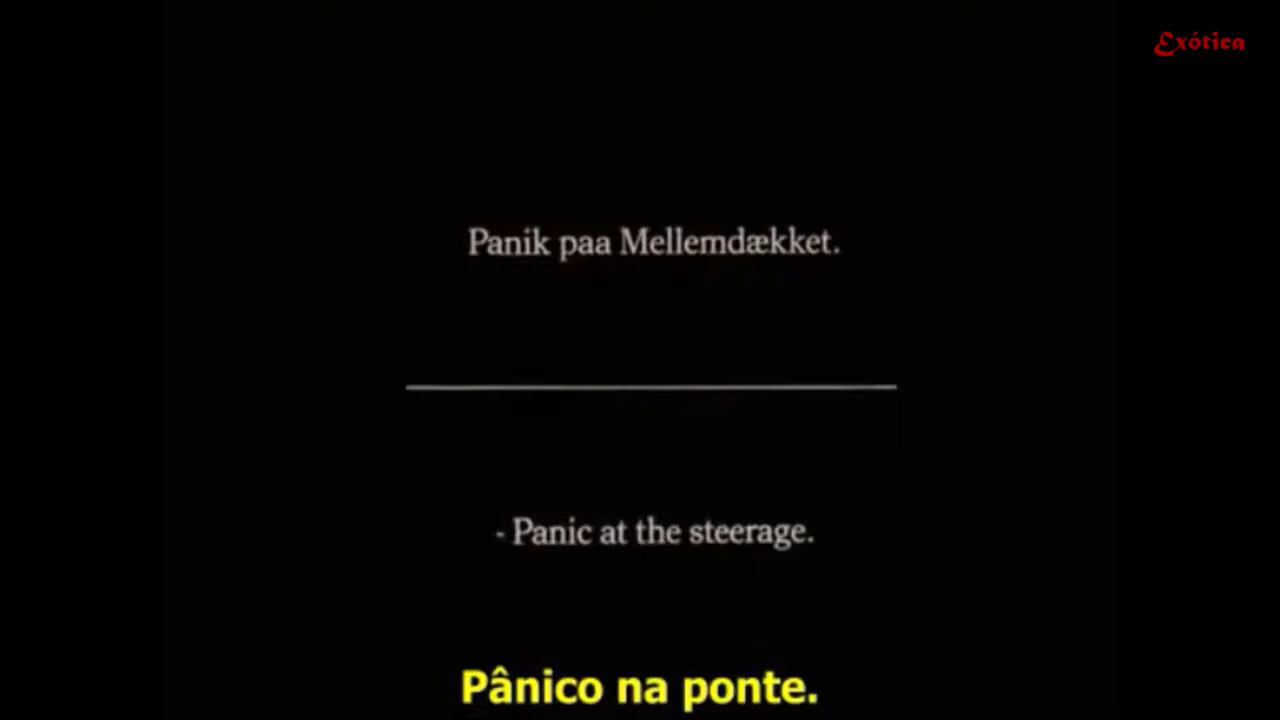 Exótica
Panik paa Mellemdækket.
- Panic at the steerage.
Pânico na ponte.